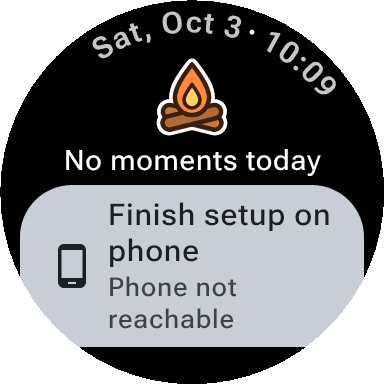 Sat, Oct 3 · 10:09
No moments today
Finish setup on
phone
Phone not
reachable